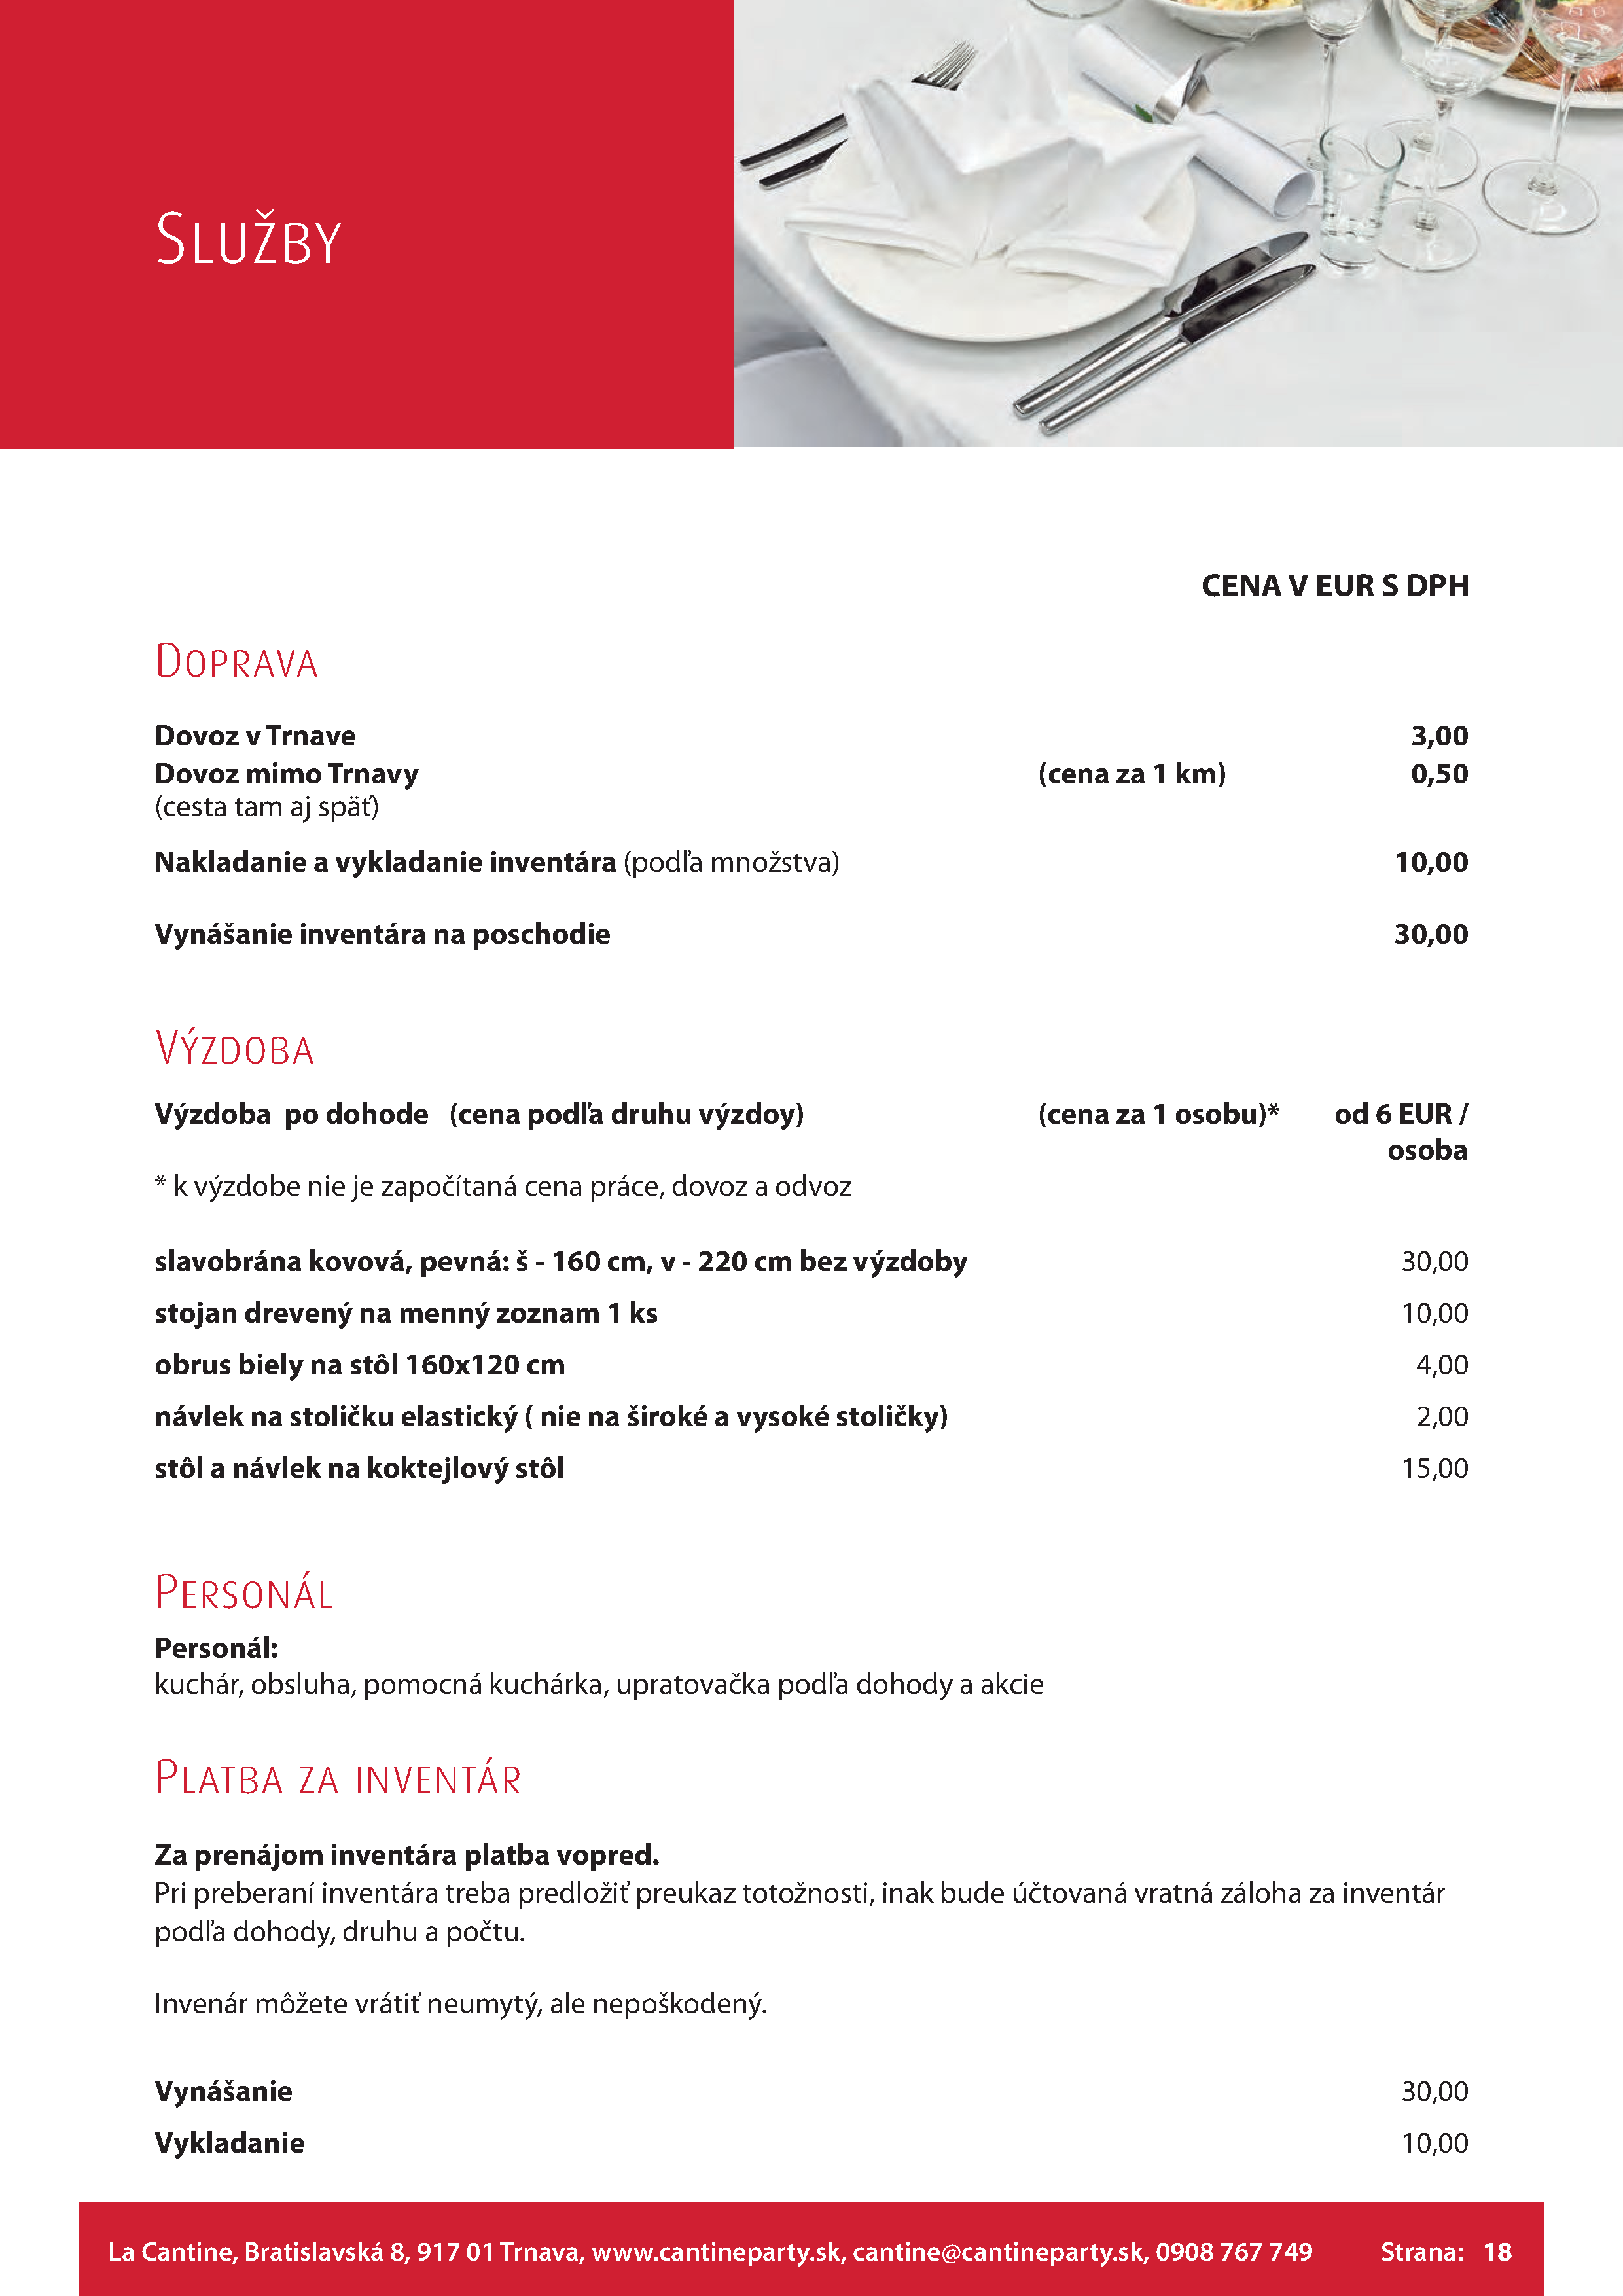 Služby
CENA V EUR S DPH
Doprava
Dovoz v Trnave 3,00
Dovoz mimo Trnavy (cena za 1 km) 0,50
(cesta tam aj späť)
Nakladanie a vykladanie inventára (podľa množstva) 10,00
Vynášanie inventára na poschodie 30,00
Výzdoba
Výzdoba po dohode (cena podľa druhu výzdoy) (cena za 1 osobu)* od 6 EUR /
osoba
* k výzdobe nie je započítaná cena práce, dovoz a odvoz
slavobrána kovová, pevná: š - 160 cm, v - 220 cm bez výzdoby 30,00
stojan drevený na menný zoznam 1 ks 10,00
obrus biely na stôl 160x120 cm 4,00
návlek na stoličku elastický ( nie na široké a vysoké stoličky) 2,00
stôl a návlek na koktejlový stôl 15,00
Personál
Personál:
kuchár, obsluha, pomocná kuchárka, upratovačka podľa dohody a akcie
Platba za inventár
Za prenájom inventára platba vopred.
Pri preberaní inventára treba predložiť preukaz totožnosti, inak bude účtovaná vratná záloha za inventár
podľa dohody, druhu a počtu.
Invenár môžete vrátiť neumytý, ale nepoškodený.
Vynášanie 30,00
Vykladanie 10,00
La Cantine, Bratislavská 8, 917 01 Trnava, www.cantineparty.sk, cantine@cantineparty.sk, 0908 767 749 Strana: 18